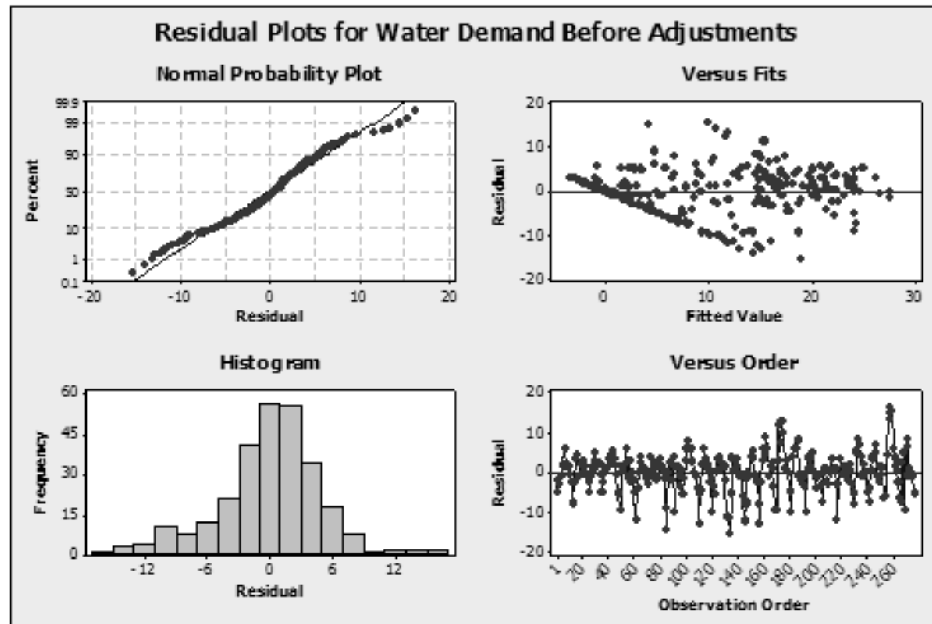 Residual Plots for Water Demand Before Adjustments
Normal Probability Plot
99.9
99
90
50
10
1
0.1
Percent
-20 -10 0 10 20
Residual
Versus Fits
20
10
0
-10
-20
Residual
0 10 20 30
Fitted Value
Histogram
60
45
30
15
0
Frequency
-12 -6 0 6 12
Residual
Versus Order
20
10
0
-10
-20
Residual
1 20 40 60 80 100 120 140 160 180 200 220 240 260
Observation Order